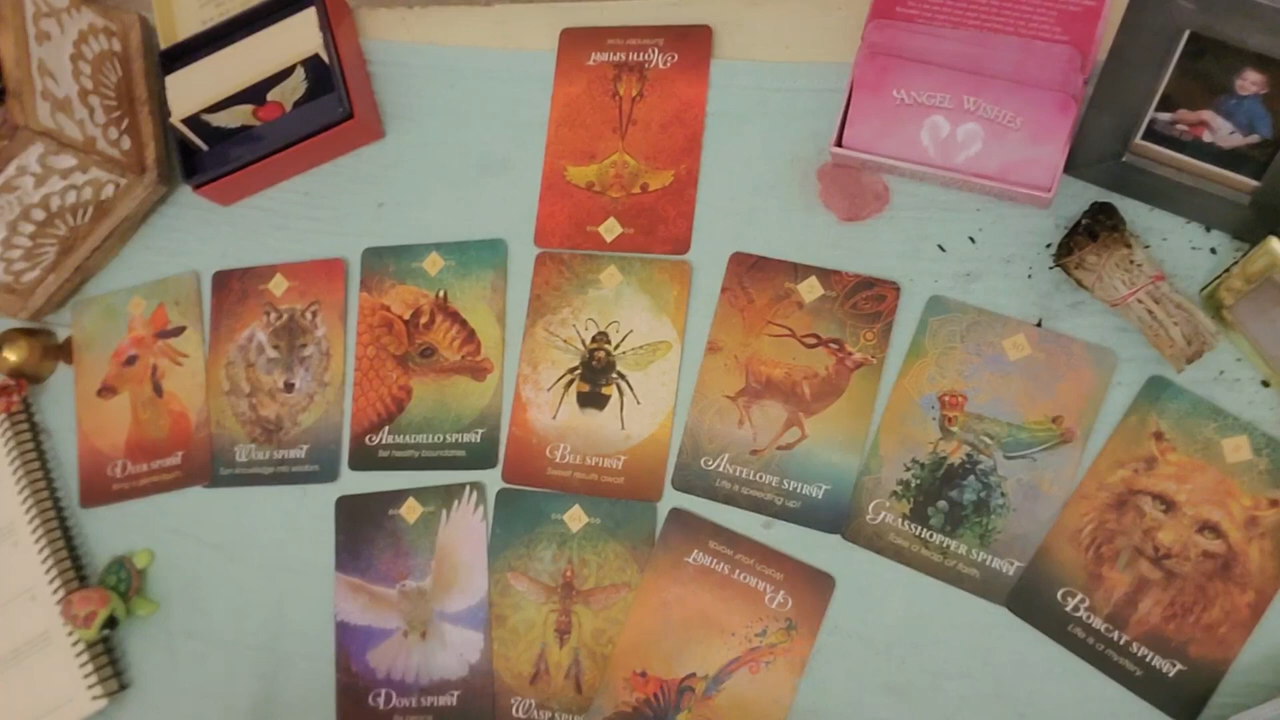 MOTH SPIRIT
Surrender now.
ANGEL WISHES
DEER SPIRIT
WOLF SPIRIT
Turn knowledge into wisdom.
ARMADILLO SPIRIT
Set healthy boundaries.
BEE SPIRIT
Sweet results await!
ANTELOPE SPIRIT
Life is speeding up!
GRASSHOPPER SPIRIT
Take a leap of faith.
BOBCAT SPIRIT
Life is a mystery.
DOVE SPIRIT
WASP SPIRIT
PARROT SPIRIT
Watch your words.